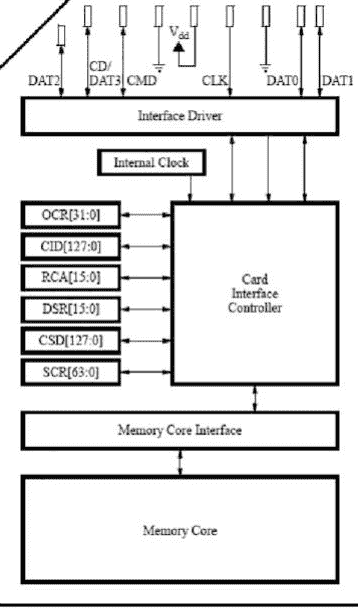 Vdd
CD/
DAT2 DAT3 CMD CLK DAT0 DAT1
Interface Driver
Internal Clock
OCR[31:0]
CID[127:0]
RCA[15:0]
DSR[15:0]
CSD[127:0]
SCR[63:0]
Card
Interface
Controller
Memory Core Interface
Memory Core